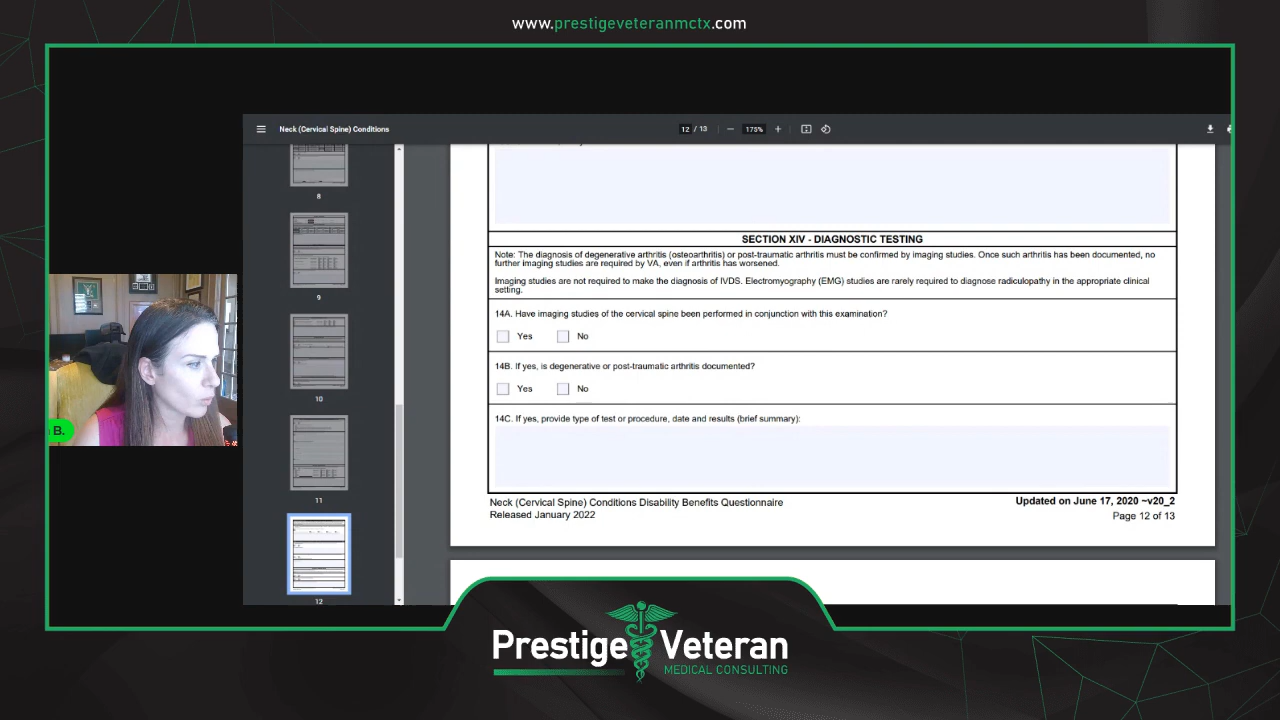 www.prestigeveteranmctx.com
Neck (Cervical Spine) Conditions
12 / 13
175%
8
9
10
11
12
SECTION XIV - DIAGNOSTIC TESTING
Note: The diagnosis of degenerative arthritis (osteoarthritis) or post-traumatic arthritis must be confirmed by imaging studies. Once such arthritis has been documented, no
further imaging studies are required by VA, even if arthritis has worsened.
Imaging studies are not required to make the diagnosis of IVDS. Electromyography (EMG) studies are rarely required to diagnose radiculopathy in the appropriate clinical
setting.
14A. Have imaging studies of the cervical spine been performed in conjunction with this examination?
Yes No
14B. If yes, is degenerative or post-traumatic arthritis documented?
Yes No
14C. If yes, provide type of test or procedure, date and results (brief summary):
Neck (Cervical Spine) Conditions Disability Benefits Questionnaire
Released January 2022
Updated on June 17, 2020 ~v20_2
Page 12 of 13
B.
Prestige Veteran
MEDICAL CONSULTING